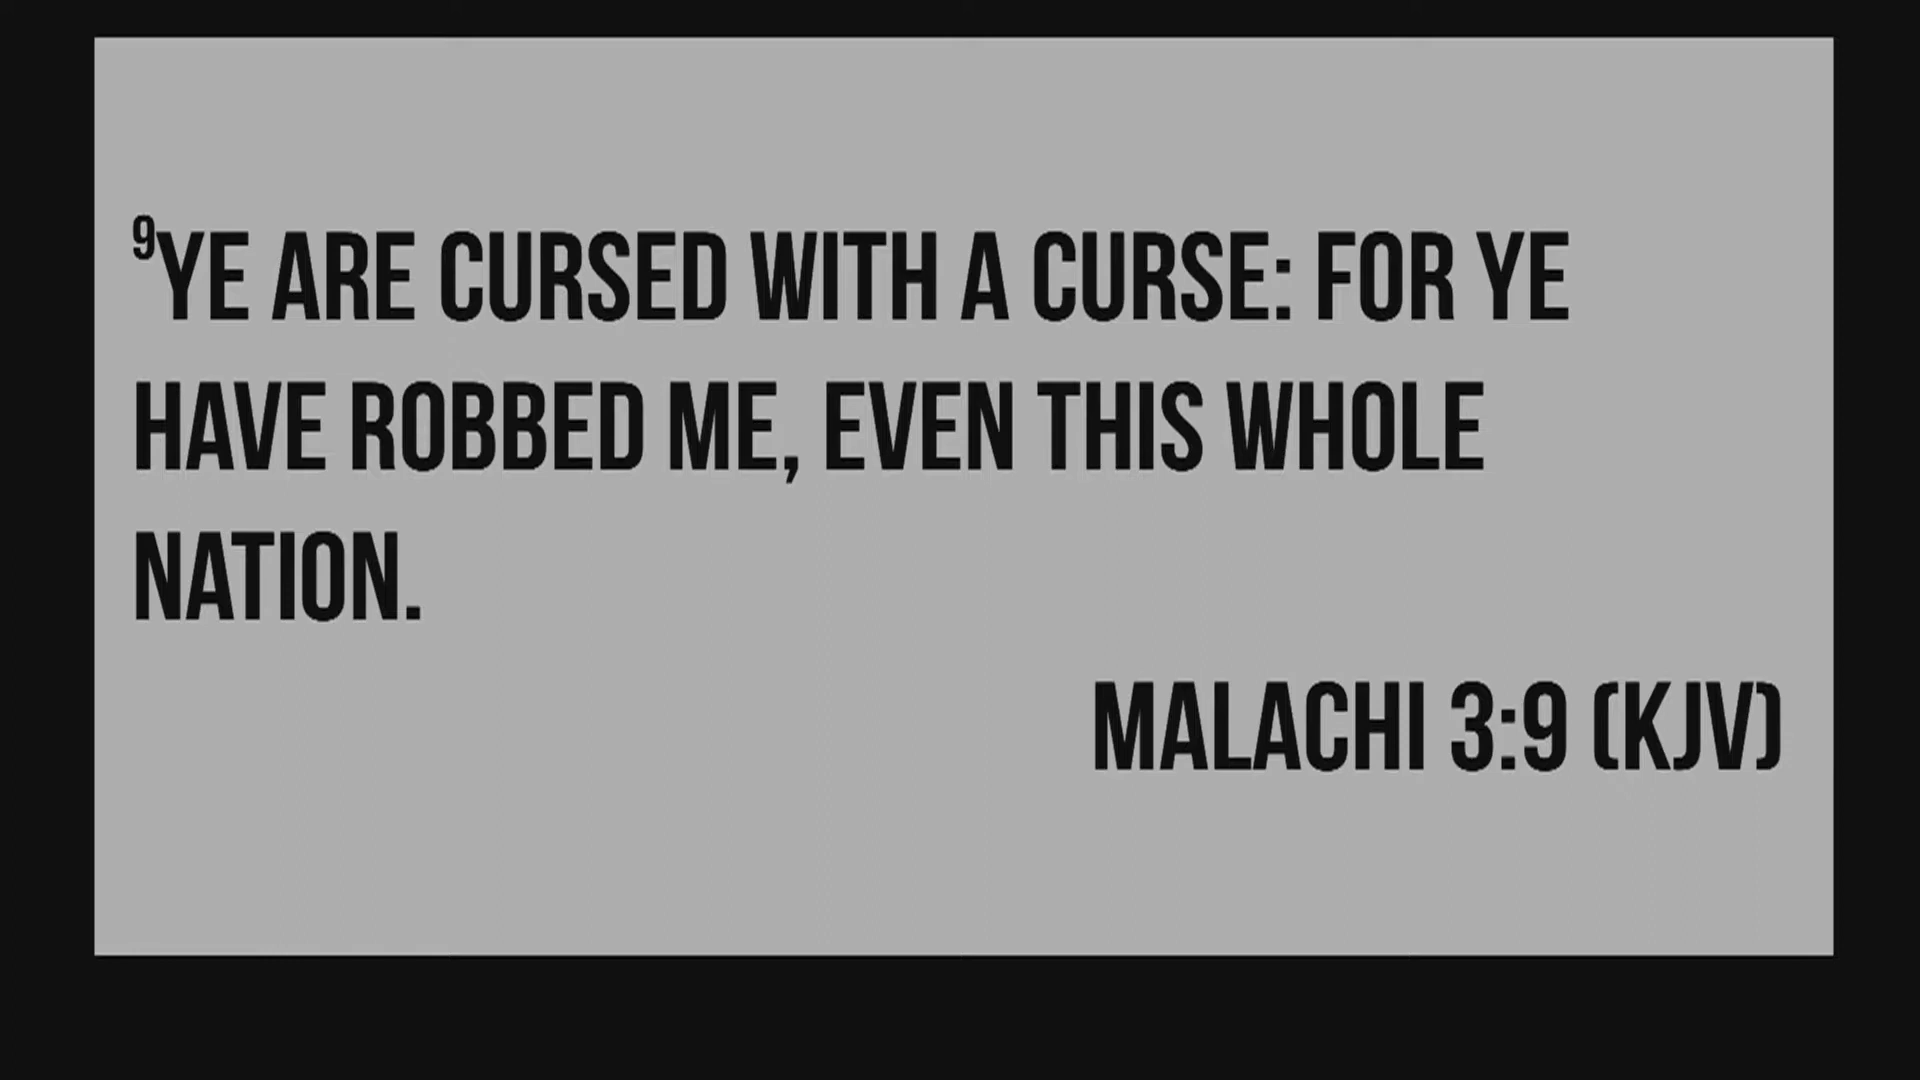 ⁹YE ARE CURSED WITH A CURSE: FOR YE
HAVE ROBBED ME, EVEN THIS WHOLE
NATION.
MALACHI 3:9 (KJV)